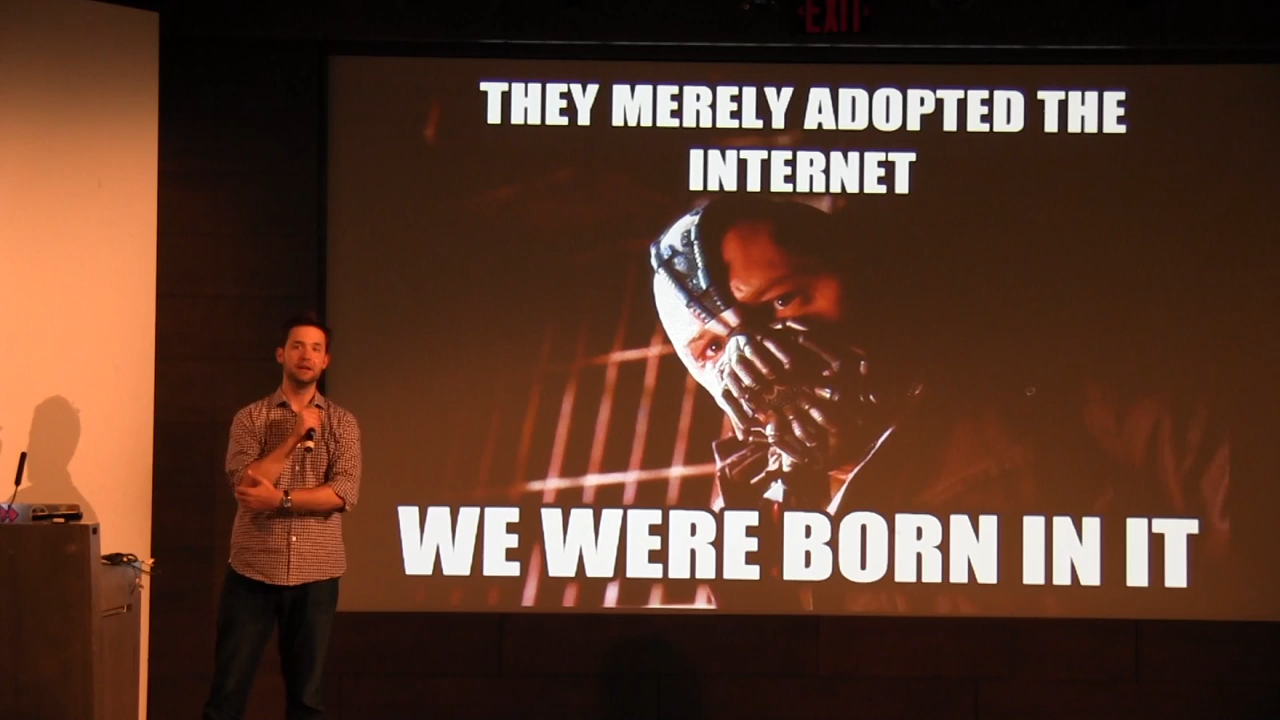 EXIT
THEY MERELY ADOPTED THE
INTERNET
WE WERE BORN IN IT